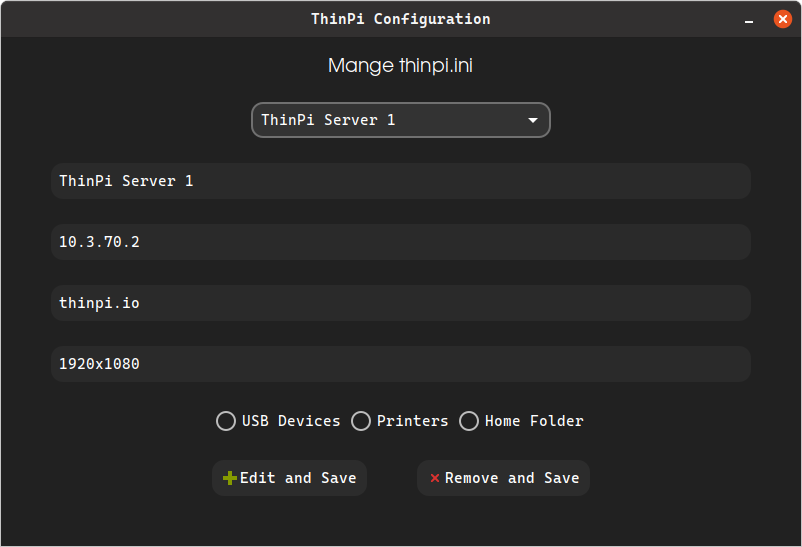 ThinPi Configuration
Mange thinpi.ini
ThinPi Server 1
ThinPi Server 1
10.3.70.2
thinpi.io
1920x1080
USB Devices Printers Home Folder
Edit and Save Remove and Save